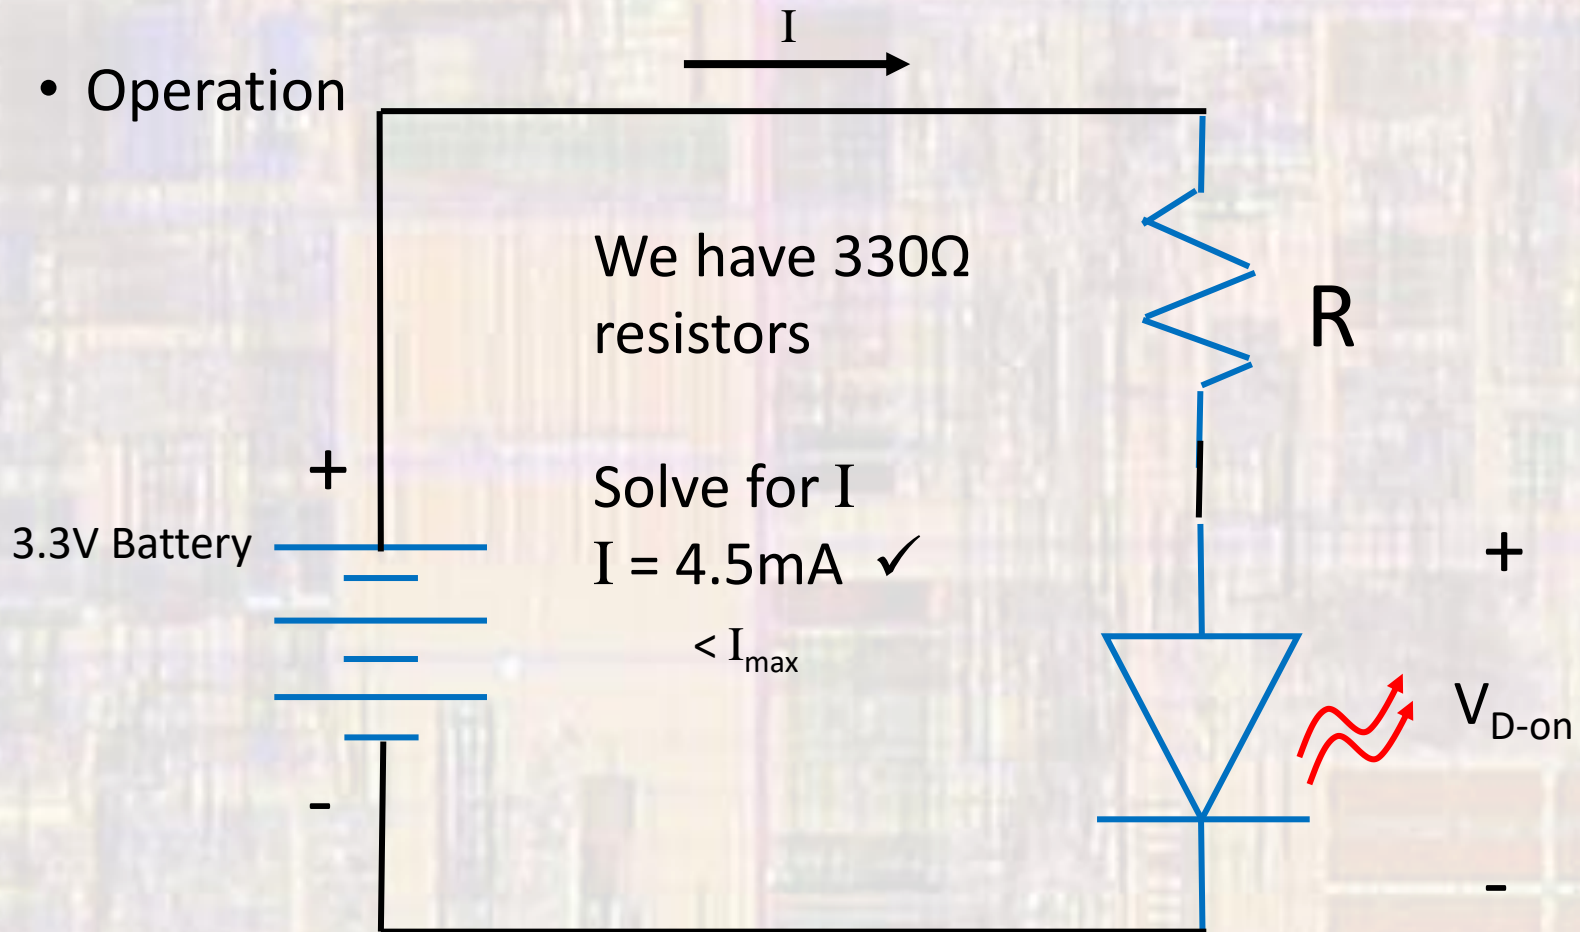 I
• Operation
We have 330Ω
resistors
R
+
Solve for I
3.3V Battery
I = 4.5mA ✓
+
< Imax
VD-on
-
-